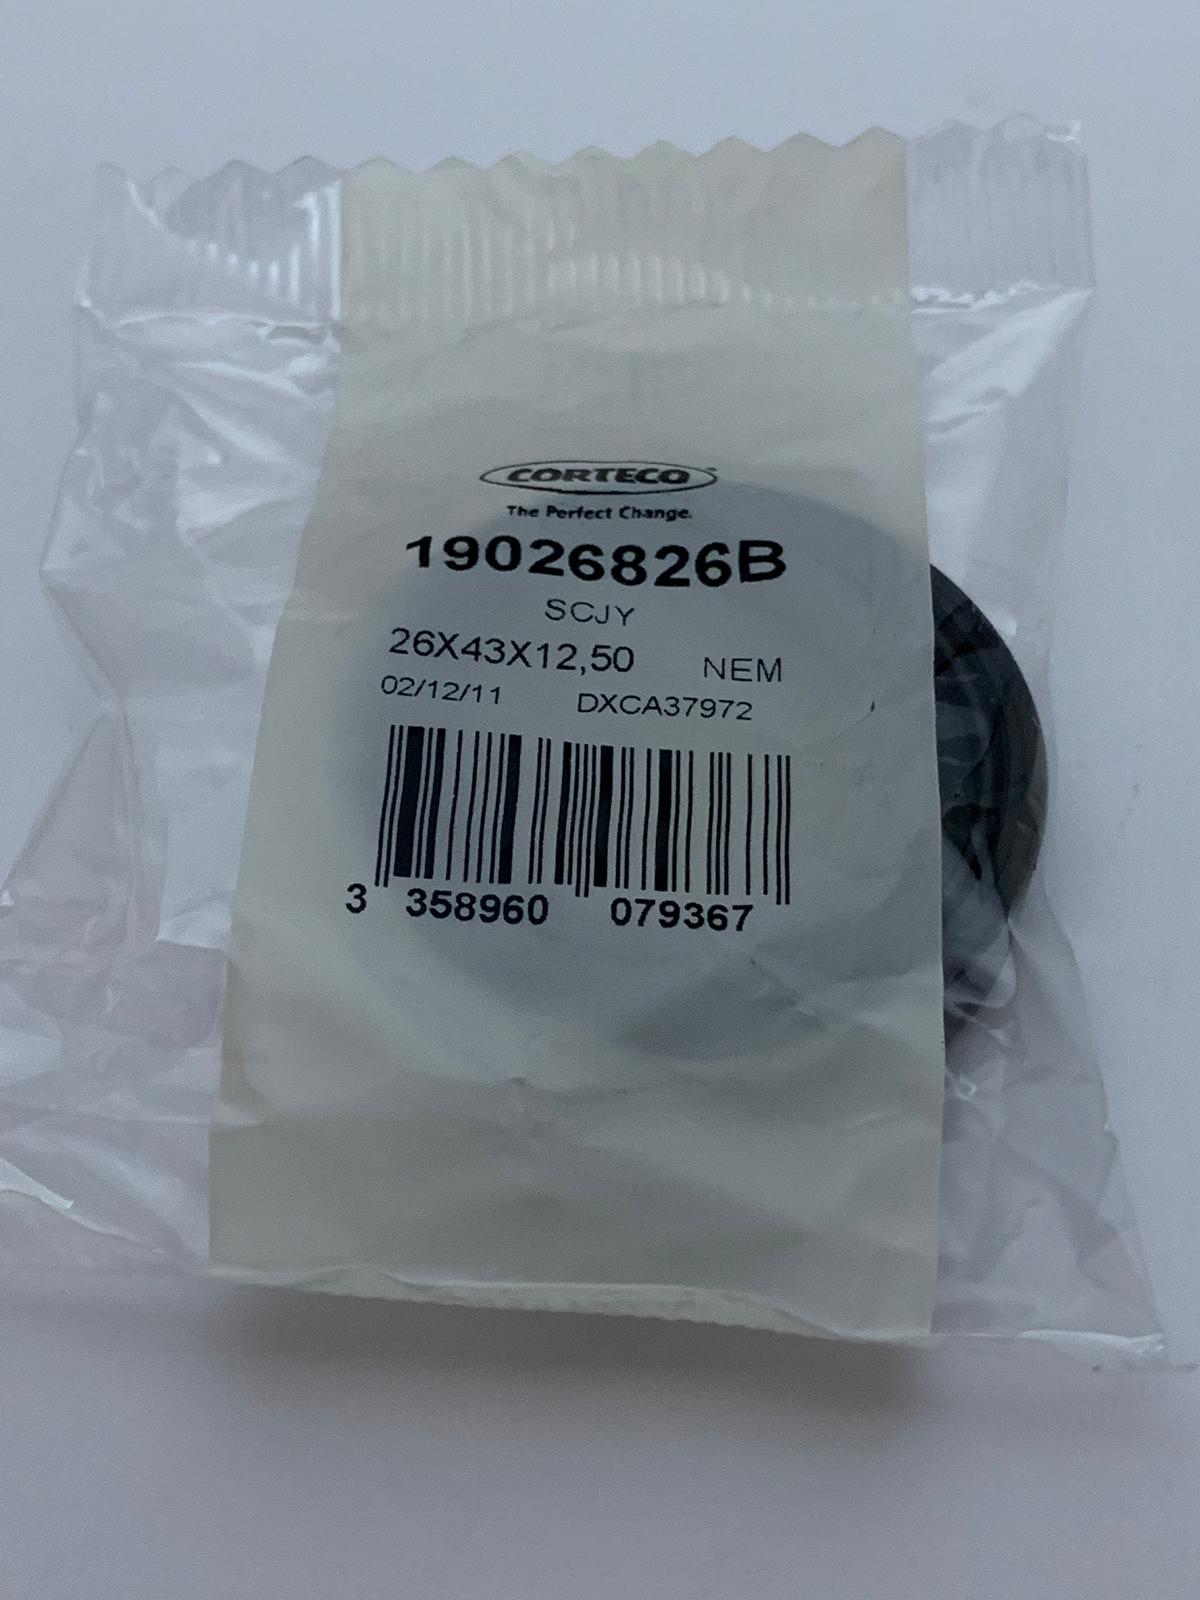 CORTECO
The Perfect Change.
19026826B
SCJY
26X43X12,50 NEM
02/12/11 DXCA37972
3 358960 079367